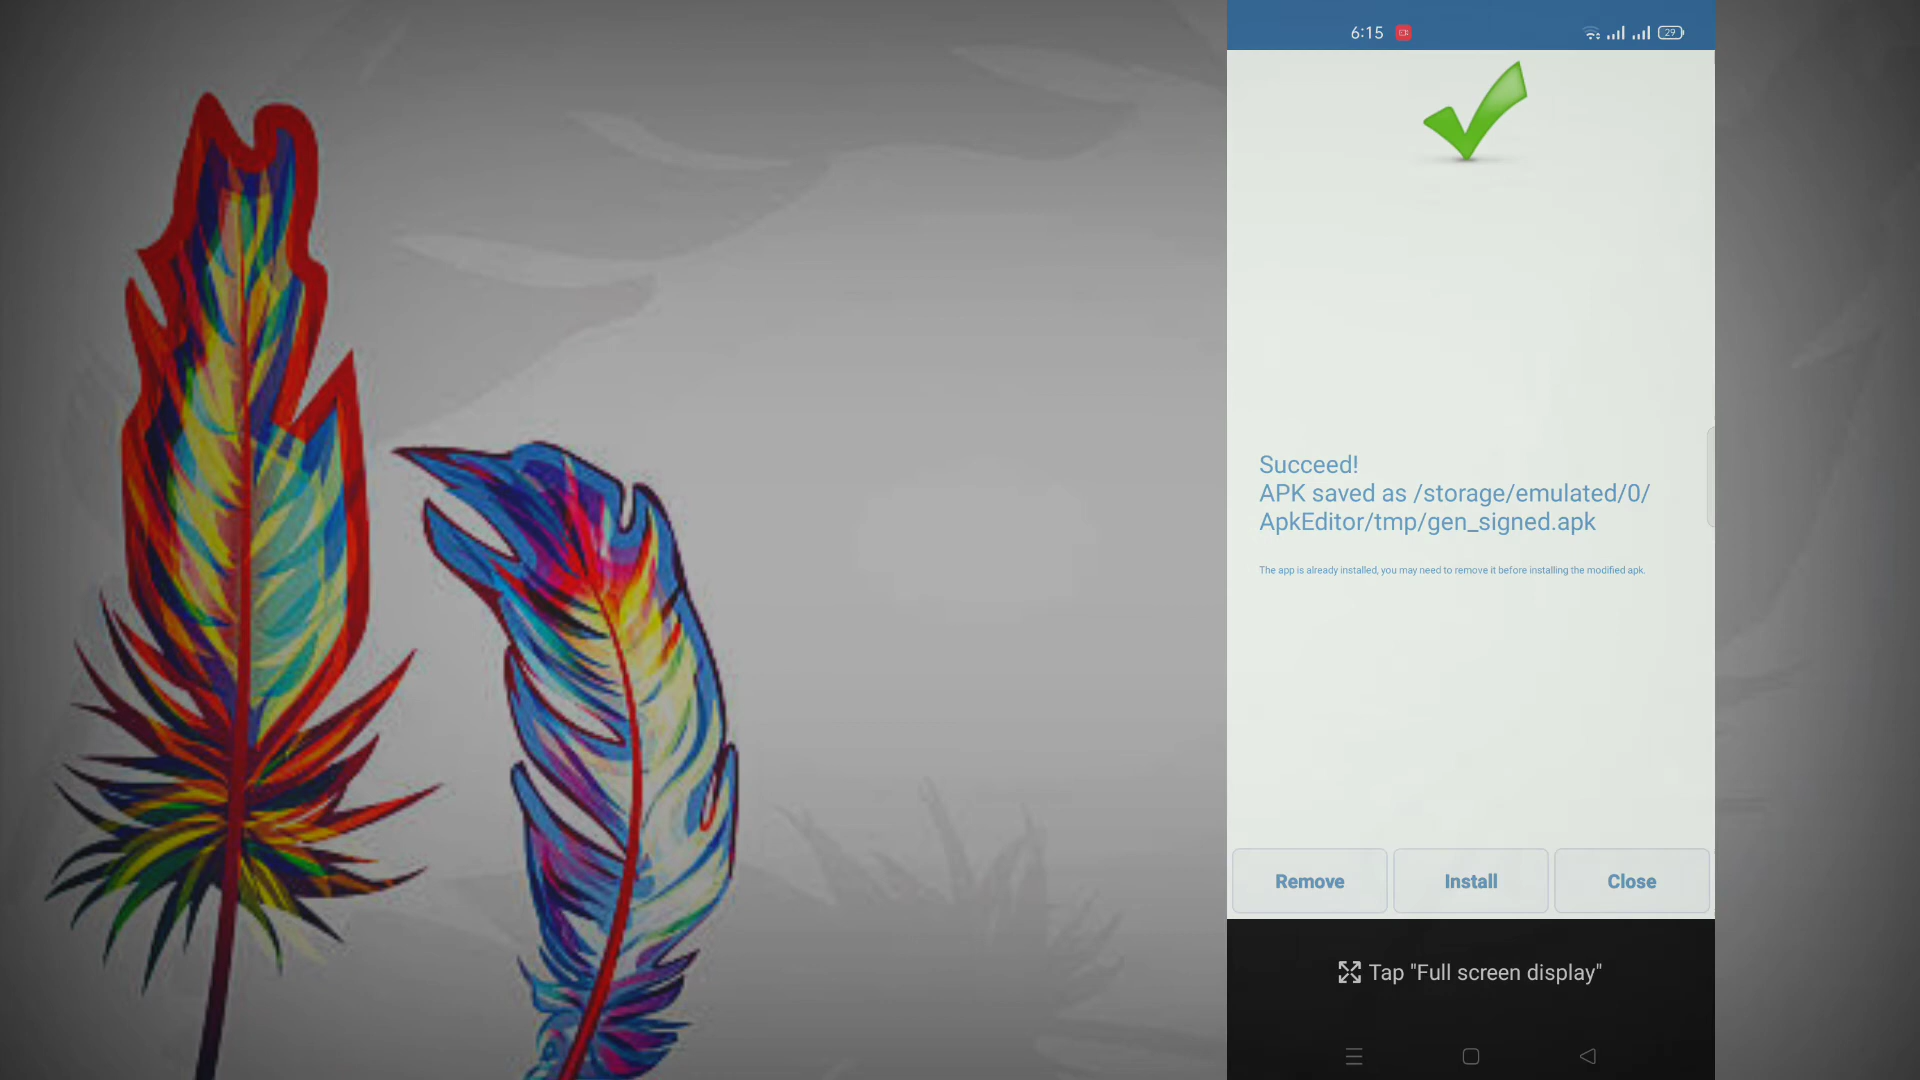 6:15
29
Succeed!
APK saved as /storage/emulated/0/
ApkEditor/tmp/gen_signed.apk
The app is already installed, you may need to remove it before installing the modified apk.
Remove
Install
Close
Tap "Full screen display"